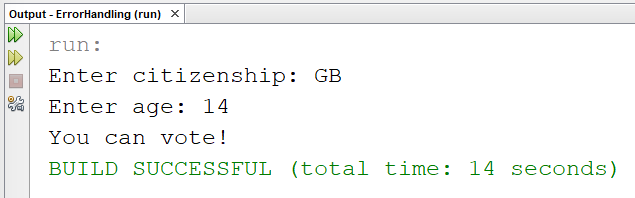 Output - ErrorHandling (run) ×
run:
Enter citizenship: GB
Enter age: 14
You can vote!
BUILD SUCCESSFUL (total time: 14 seconds)